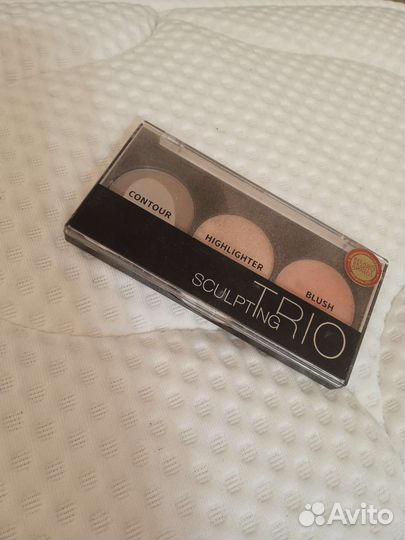 CONTOUR
HIGHLIGHTER
BLUSH
SCULPTING
TRIO
Avito